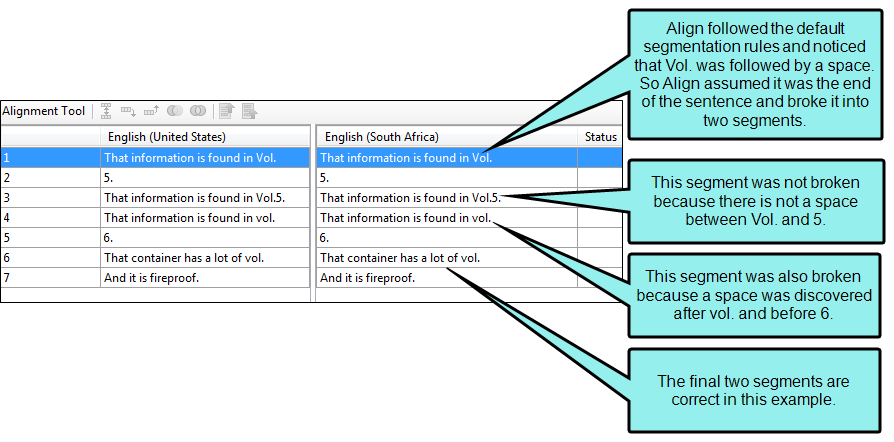 Align followed the default
segmentation rules and noticed
that Vol. was followed by a space.
So Align assumed it was the end
of the sentence and broke it into
two segments.
Alignment Tool
English (United States) English (South Africa) Status
1 That information is found in Vol. That information is found in Vol.
2 5. 5.
3 That information is found in Vol.5. That information is found in Vol.5.
4 That information is found in vol. That information is found in vol.
5 6. 6.
6 That container has a lot of vol. That container has a lot of vol.
7 And it is fireproof. And it is fireproof.
This segment was not broken
because there is not a space
between Vol. and 5.
This segment was also broken
because a space was discovered
after vol. and before 6.
The final two segments are
correct in this example.